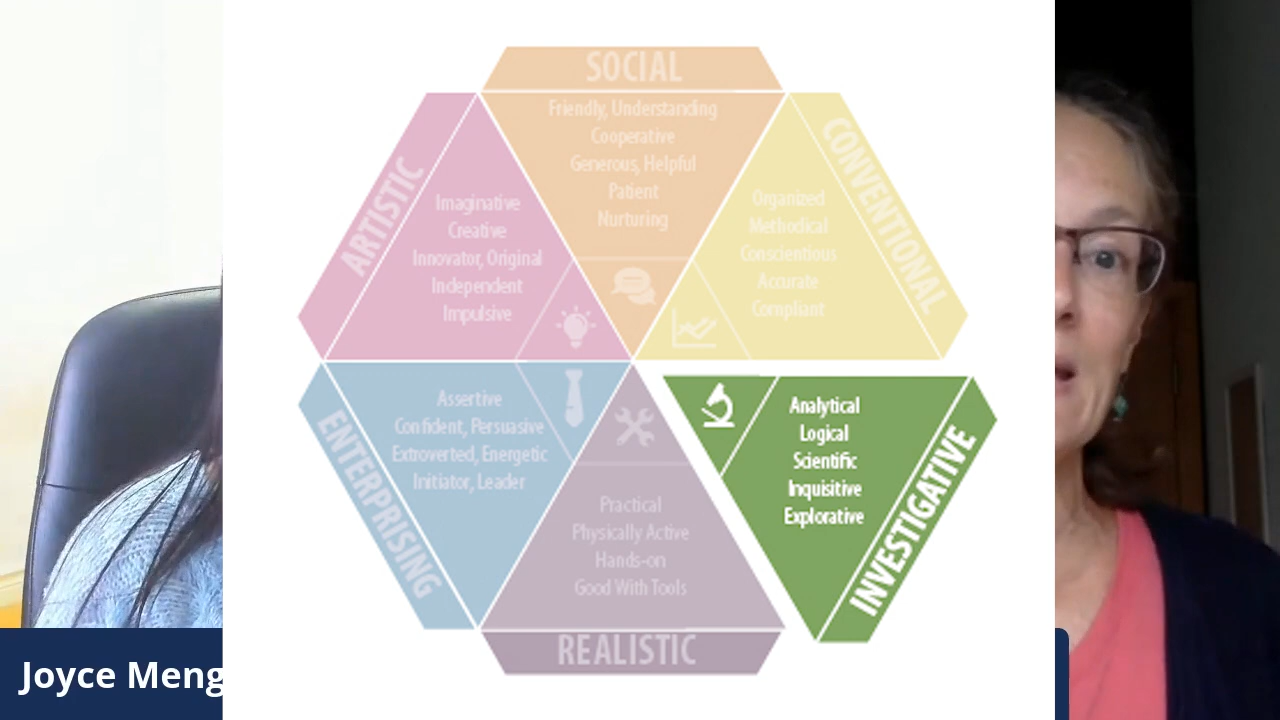 SOCIAL
Friendly, Understanding
Cooperative
Generous, Helpful
Patient
Nurturing
CONVENTIONAL
Organized
Methodical
Conscientious
Accurate
Compliant
INVESTIGATIVE
Analytical
Logical
Scientific
Inquisitive
Explorative
REALISTIC
Practical
Physically Active
Hands-on
Good With Tools
ENTERPRISING
Assertive
Confident, Persuasive
Extroverted, Energetic
Initiator, Leader
ARTISTIC
Imaginative
Creative
Innovator, Original
Independent
Impulsive
Joyce Meng